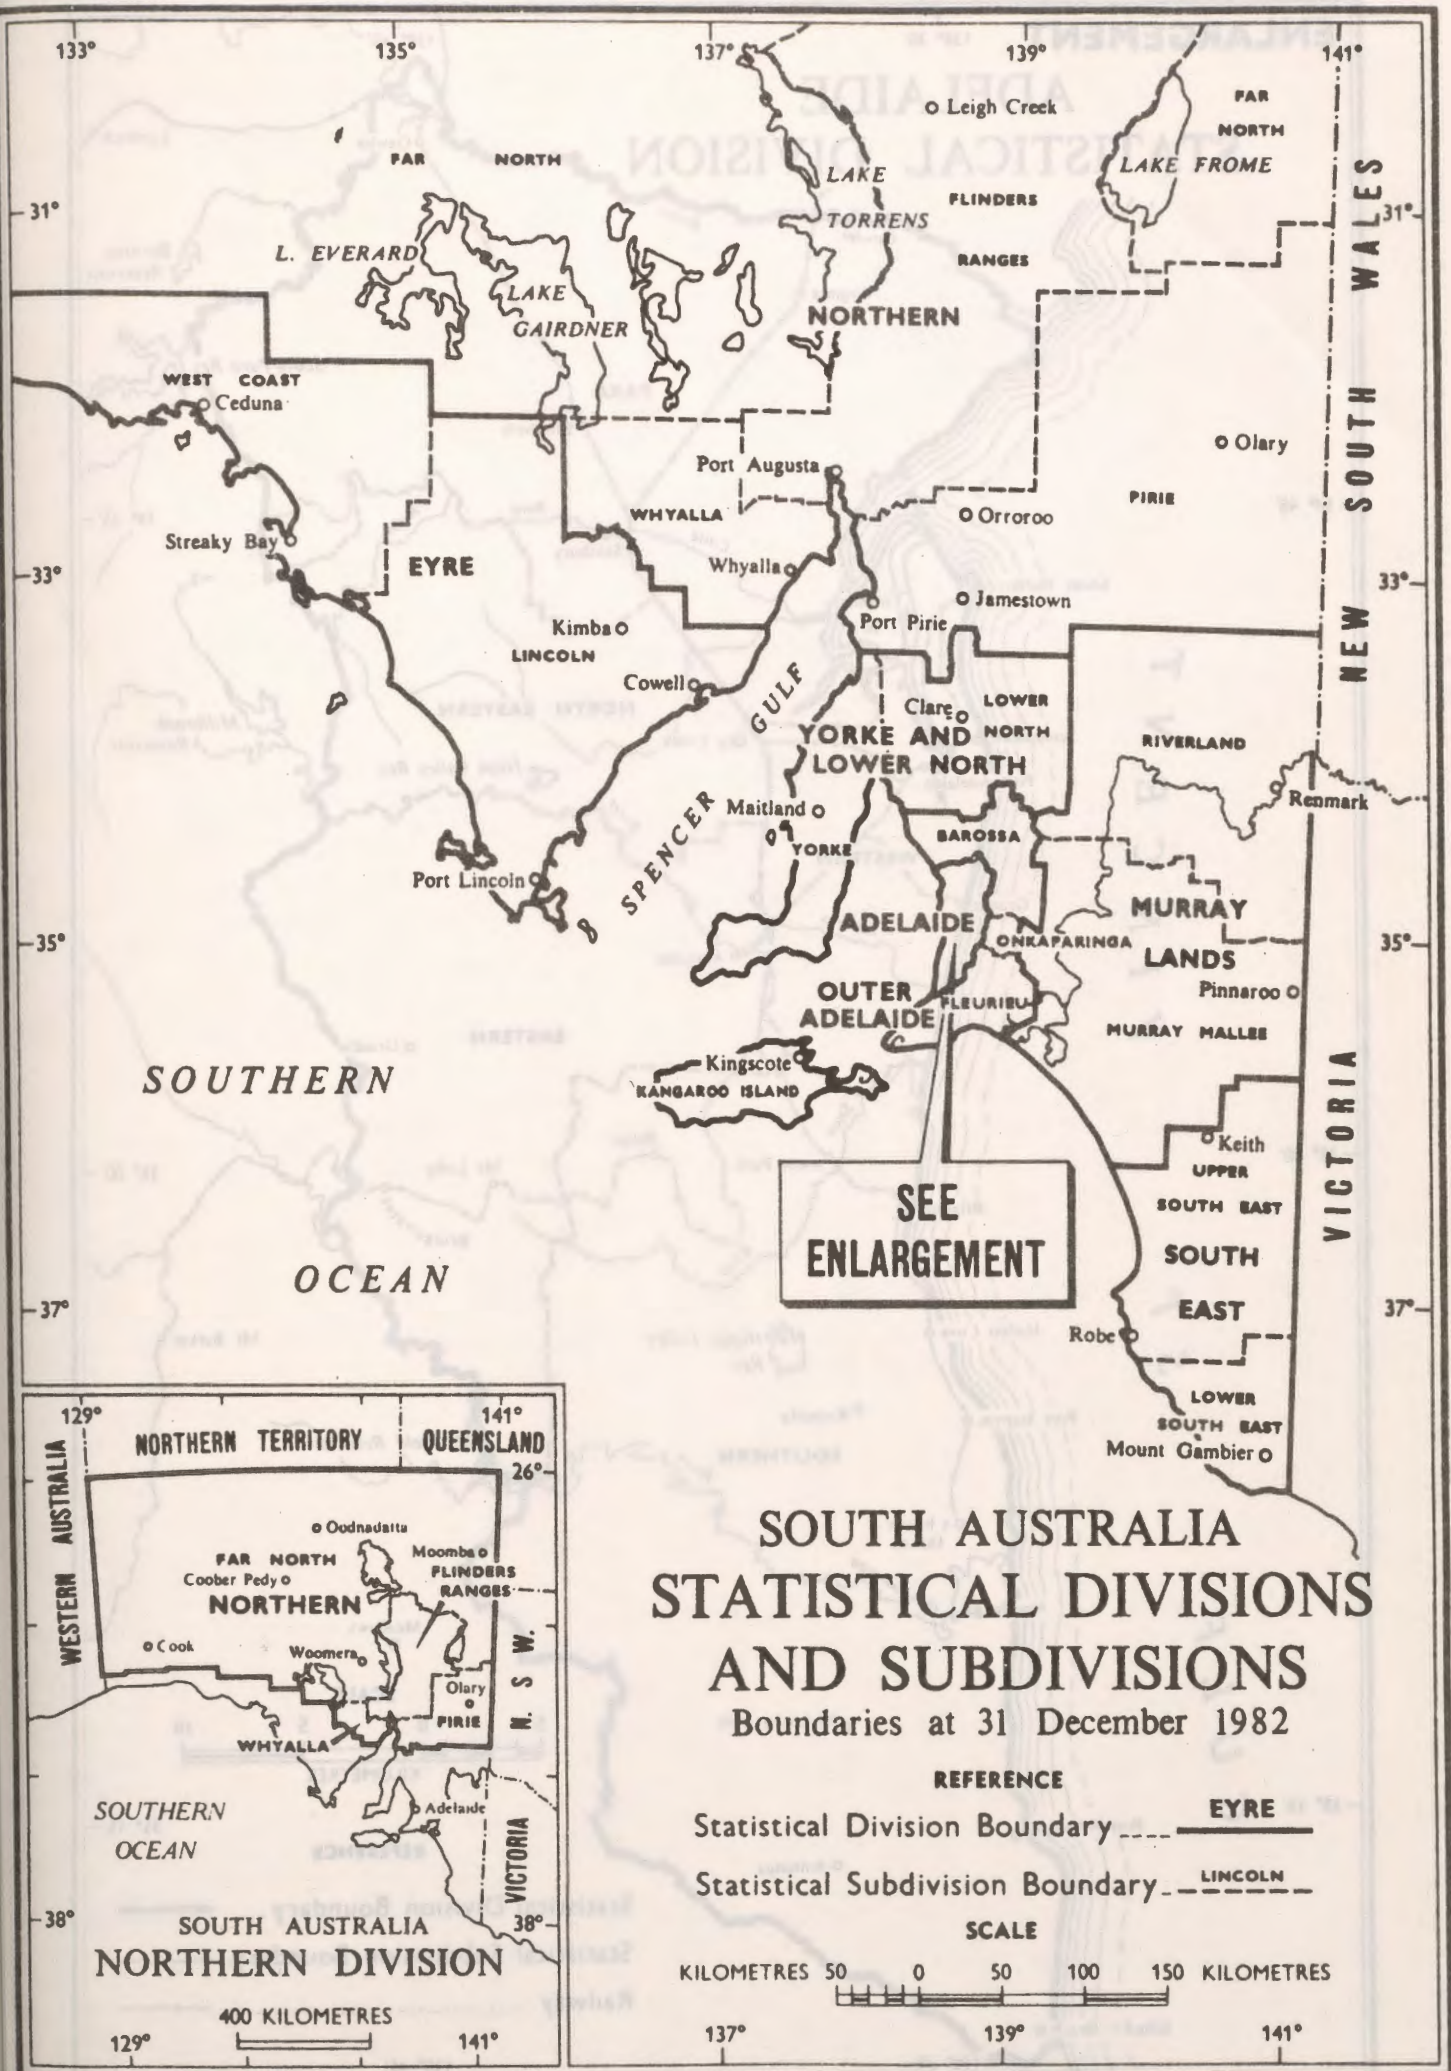 133° 135° 137° 139° 141°
Leigh Creek
FAR
NORTH
FAR NORTH
LAKE FROME
LAKE
TORRENS
FLINDERS
31° 31°
L. EVERARD
RANGES
LAKE
GAIRDNER
NORTHERN
NEW SOUTH WALES
WEST COAST
Ceduna
Olary
Port Augusta
PIRIE
WHYALLA
Orroroo
Streaky Bay
EYRE
Whyalla
33° 33°
Jamestown
Kimba
Port Pirie
LINCOLN
Cowell
SPENCER GULF
Clare
LOWER
NORTH
YORKE AND
LOWER NORTH
RIVERLAND
Renmark
Maitland
BAROSSA
YORKE
Port Lincoln
MURRAY
ADELAIDE
35° 35°
ONKAPARINGA
LANDS
OUTER
ADELAIDE
FLEURIEU
Pinnaroo
MURRAY MALLEE
Kingscote
KANGAROO ISLAND
SOUTHERN
VICTORIA
Keith
UPPER
SOUTH EAST
SEE
ENLARGEMENT
SOUTH
OCEAN
EAST
37° 37°
Robe
LOWER
SOUTH EAST
Mount Gambier
129° 141°
NORTHERN TERRITORY QUEENSLAND
WESTERN AUSTRALIA
26°
Oodnadatta
FAR NORTH
Moomba
Coober Pedy
FLINDERS
RANGES
NORTHERN
N. S. W.
Cook
Woomera
Olary
PIRIE
WHYALLA
SOUTHERN
OCEAN
Adelaide
VICTORIA
38° 38°
SOUTH AUSTRALIA
NORTHERN DIVISION
400 KILOMETRES
129° 141°
SOUTH AUSTRALIA
STATISTICAL DIVISIONS
AND SUBDIVISIONS
Boundaries at 31 December 1982
REFERENCE
Statistical Division Boundary EYRE
Statistical Subdivision Boundary LINCOLN
SCALE
KILOMETRES 50 0 50 100 150 KILOMETRES
137° 139° 141°